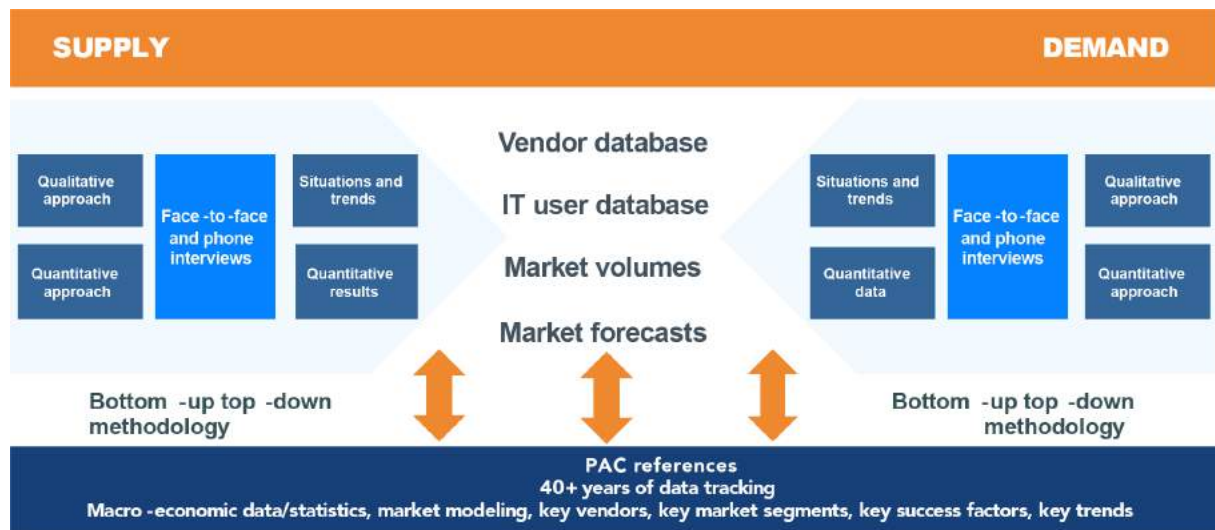 SUPPLY
DEMAND
Qualitative
approach
Quantitative
approach
Face -to -face
and phone
interviews
Situations and
trends
Quantitative
results
Vendor database
IT user database
Market volumes
Market forecasts
Situations and
trends
Quantitative
data
Face -to -face
and phone
interviews
Qualitative
approach
Quantitative
approach
Bottom -up top -down
methodology
Bottom -up top -down
methodology
PAC references
40+ years of data tracking
Macro -economic data/statistics, market modeling, key vendors, key market segments, key success factors, key trends